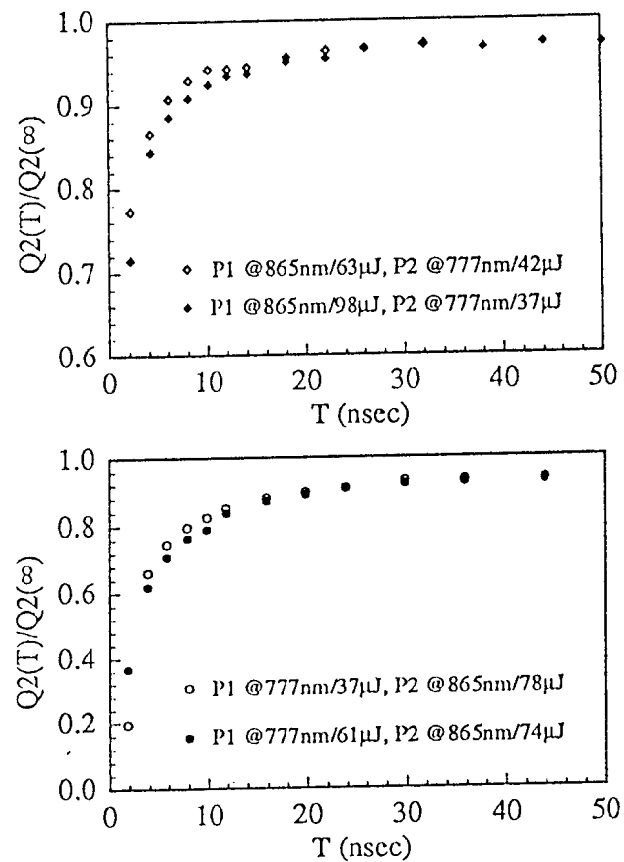 1.0
0.9
0.8
0.7
0.6
Q2(T)/Q2(∞)
P1 @865nm/63μJ, P2 @777nm/42μJ
P1 @865nm/98μJ, P2 @777nm/37μJ
0 10 20 30 40 50
T (nsec)
1.0
0.8
0.6
0.4
0.2
0.0
Q2(T)/Q2(∞)
P1 @777nm/37μJ, P2 @865nm/78μJ
P1 @777nm/61μJ, P2 @865nm/74μJ
0 10 20 30 40 50
T (nsec)